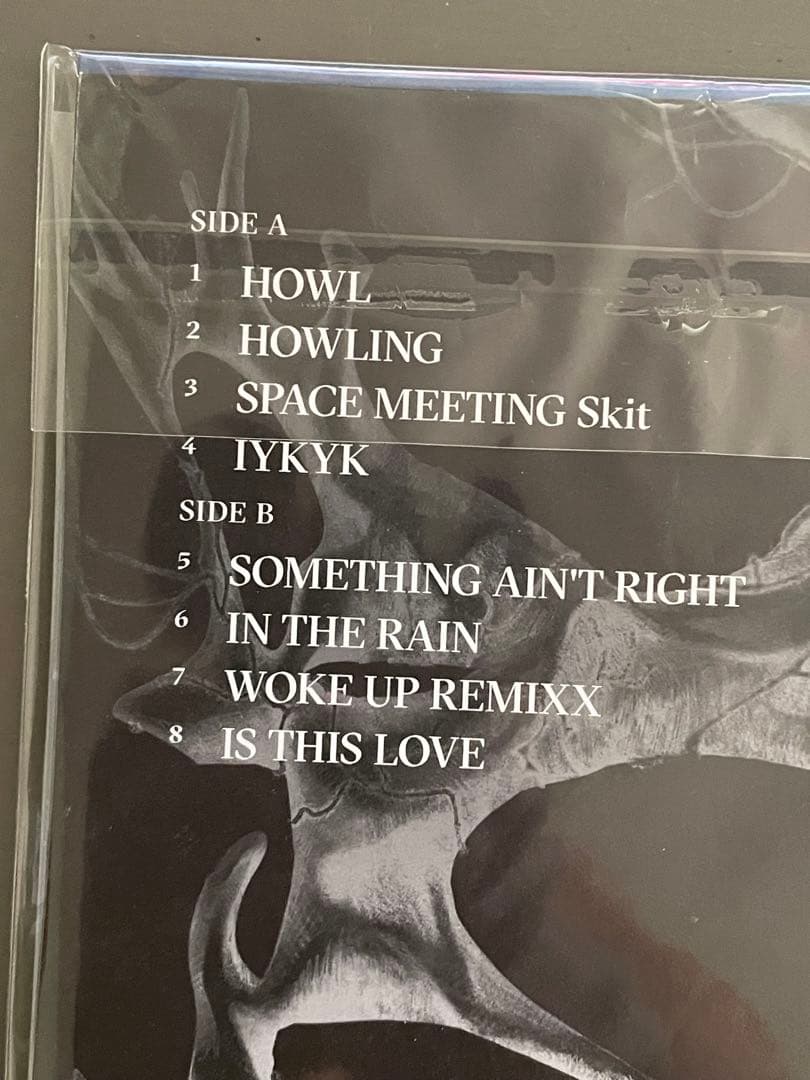 SIDE A
1 HOWL
2 HOWLING
3 SPACE MEETING Skit
4 IYKYK
SIDE B
5 SOMETHING AIN'T RIGHT
6 IN THE RAIN
7 WOKE UP REMIXX
8 IS THIS LOVE